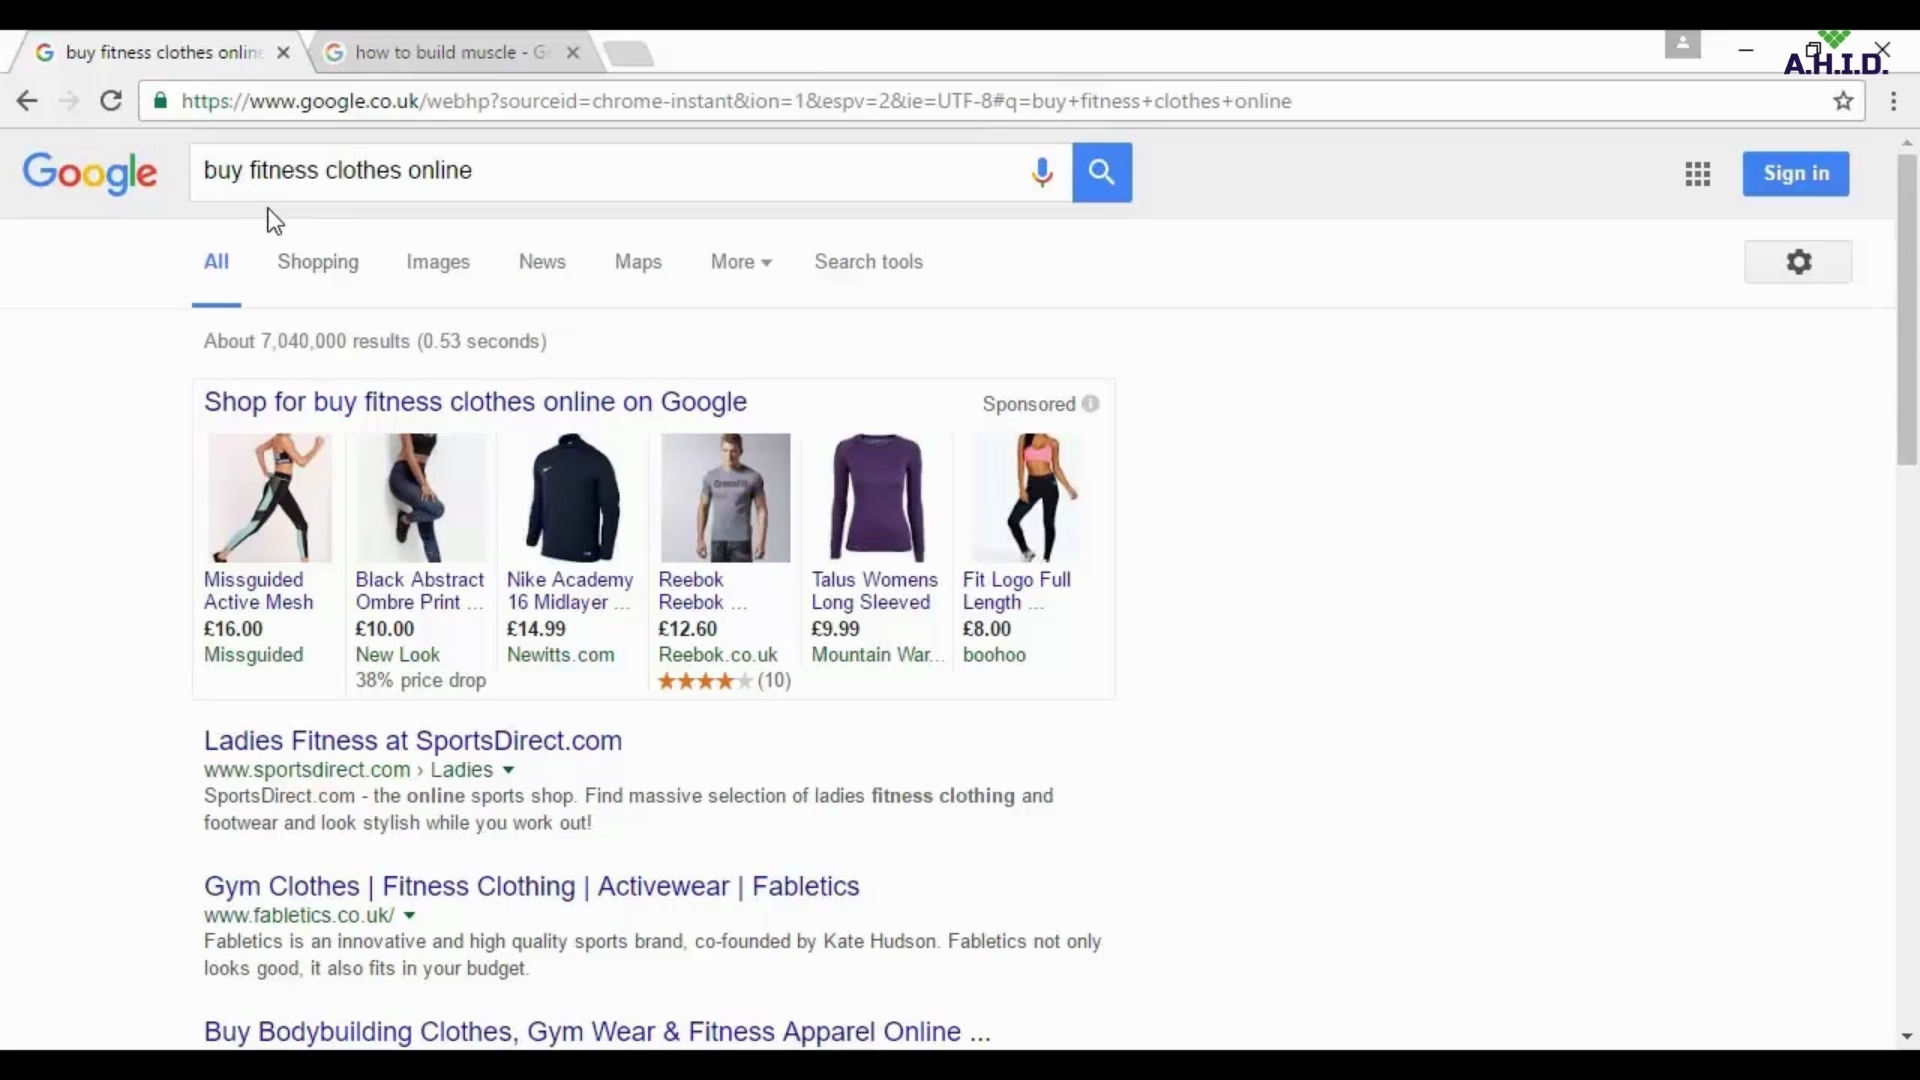 buy fitness clothes online
how to build muscle - G
A.H.I.D.
https://www.google.co.uk/webhp?sourceid=chrome-instant&ion=1&espv=2&ie=UTF-8#q=buy+fitness+clothes+online
Google
buy fitness clothes online
Sign in
All Shopping Images News Maps More Search tools
About 7,040,000 results (0.53 seconds)
Shop for buy fitness clothes online on Google
Sponsored
Missguided
Active Mesh
£16.00
Missguided
Black Abstract
Ombre Print ...
£10.00
New Look
38% price drop
Nike Academy
16 Midlayer ...
£14.99
Newitts.com
CrossFit
Reebok
Reebok ...
£12.60
Reebok.co.uk
(10)
Talus Womens
Long Sleeved
£9.99
Mountain War...
Fit Logo Full
Length ...
£8.00
boohoo
Ladies Fitness at SportsDirect.com
www.sportsdirect.com › Ladies
SportsDirect.com - the online sports shop. Find massive selection of ladies fitness clothing and
footwear and look stylish while you work out!
Gym Clothes | Fitness Clothing | Activewear | Fabletics
www.fabletics.co.uk/
Fabletics is an innovative and high quality sports brand, co-founded by Kate Hudson. Fabletics not only
looks good, it also fits in your budget.
Buy Bodybuilding Clothes, Gym Wear & Fitness Apparel Online ...